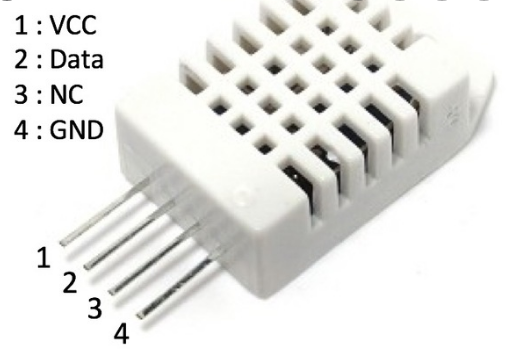 1 : VCC
2 : Data
3 : NC
4 : GND
1
2
3
4